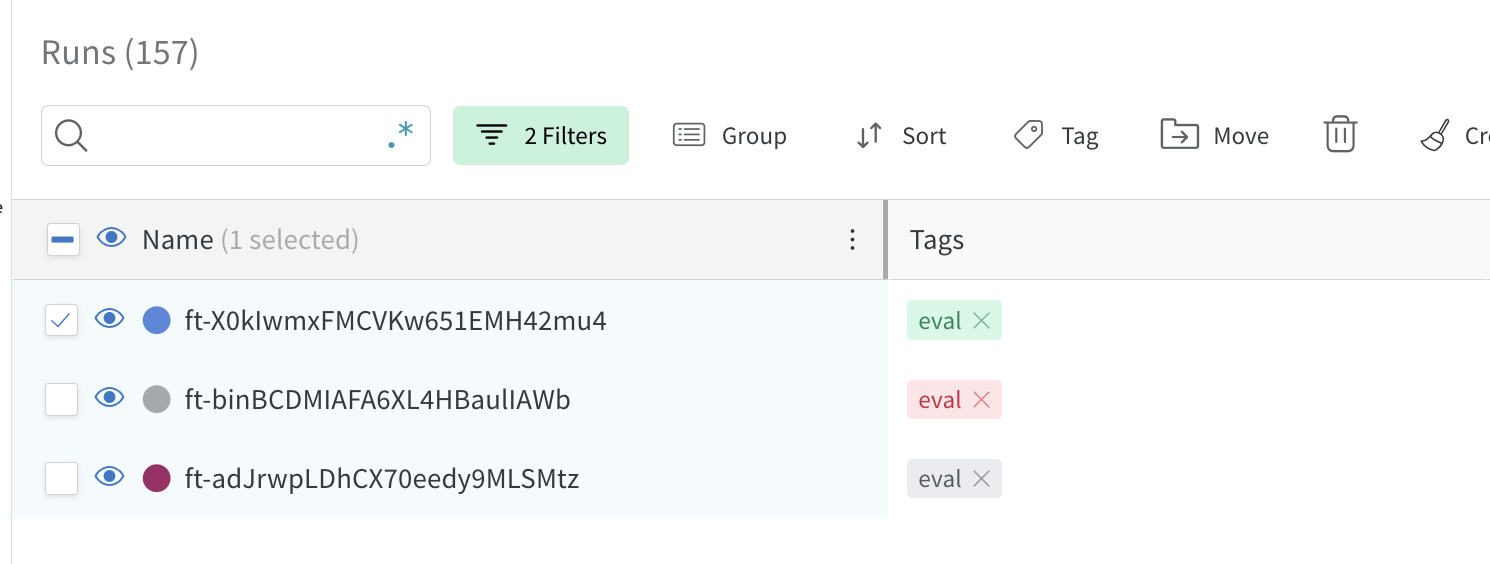 Runs (157)
.* 2 Filters Group Sort Tag Move Cr
e
Name (1 selected) Tags
ft-X0kIwmxFMCVKw651EMH42mu4 eval
ft-binBCDMIAFA6XL4HBaulIAWb eval
ft-adJrwpLDhCX70eedy9MLSMtz eval